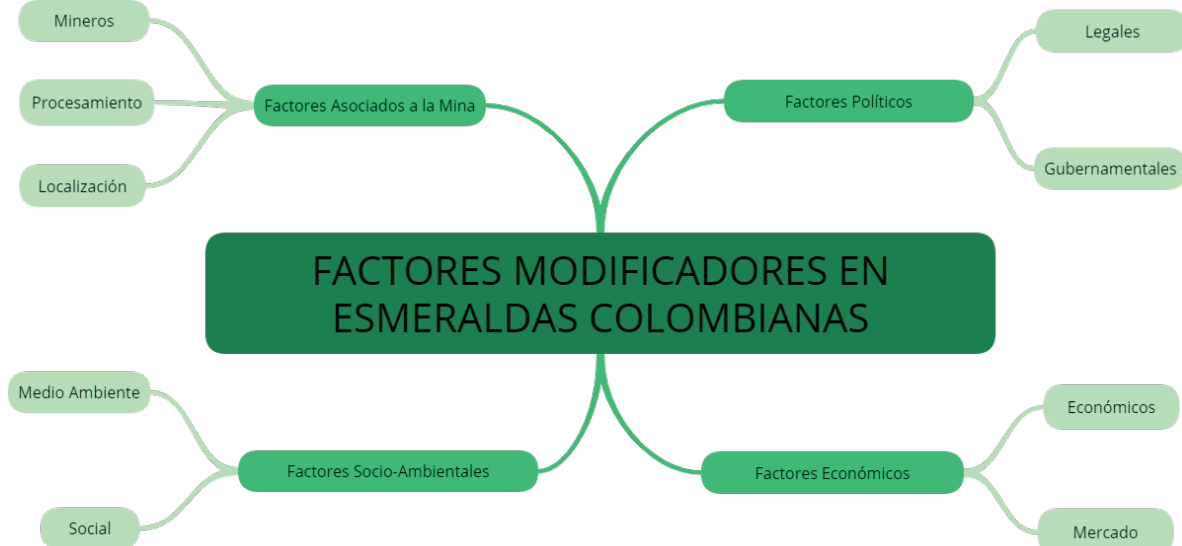 Mineros
Procesamiento
Localización
Factores Asociados a la Mina
Factores Políticos
Legales
Gubernamentales
FACTORES MODIFICADORES EN
ESMERALDAS COLOMBIANAS
Medio Ambiente
Social
Factores Socio-Ambientales
Factores Económicos
Económicos
Mercado